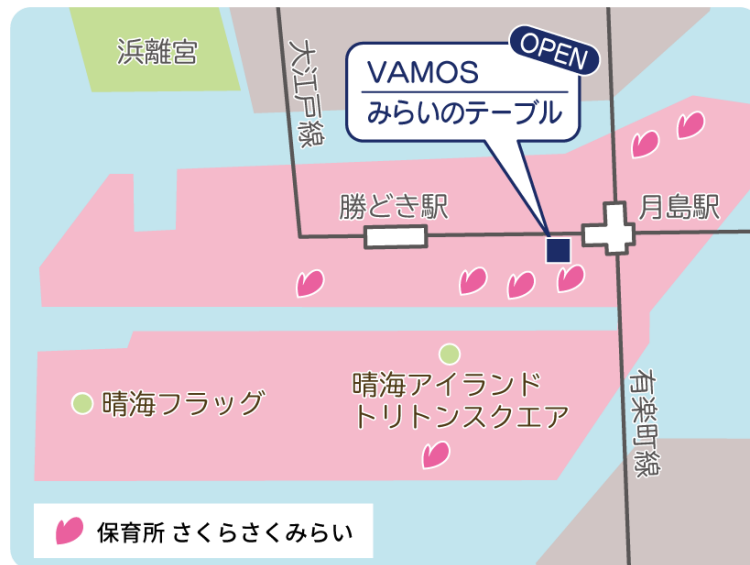 浜離宮
大江戸線
OPEN
VAMOS
みらいのテーブル
勝どき駅
月島駅
晴海フラッグ
晴海アイランド
トリトンスクエア
有楽町線
保育所 さくらさくみらい